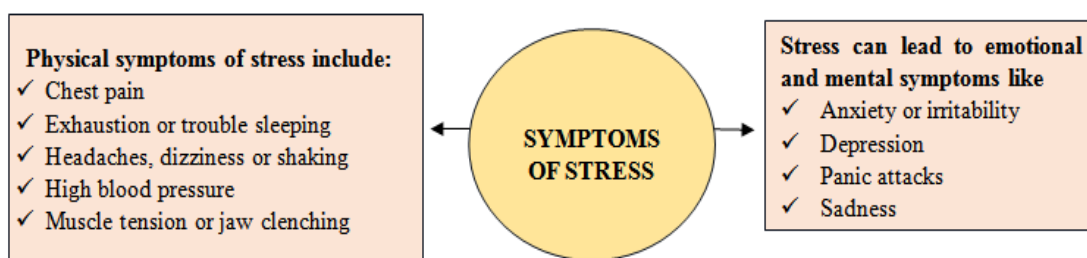 Physical symptoms of stress include:
✓ Chest pain
✓ Exhaustion or trouble sleeping
✓ Headaches, dizziness or shaking
✓ High blood pressure
✓ Muscle tension or jaw clenching
SYMPTOMS
OF STRESS
Stress can lead to emotional
and mental symptoms like
✓ Anxiety or irritability
✓ Depression
✓ Panic attacks
✓ Sadness